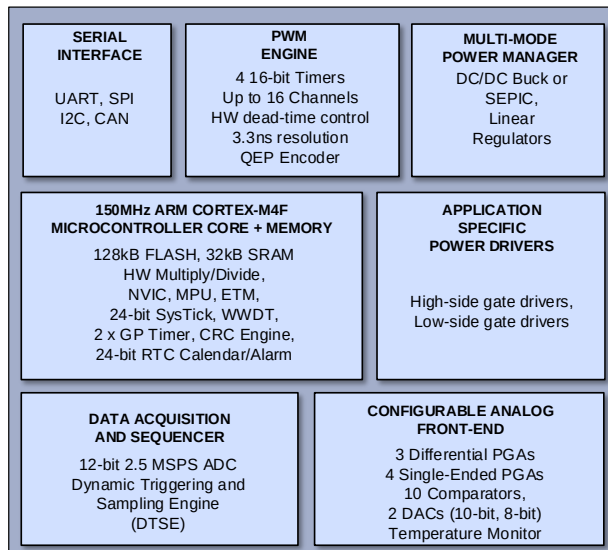 SERIAL
INTERFACE
UART, SPI
I2C, CAN
PWM
ENGINE
4 16-bit Timers
Up to 16 Channels
HW dead-time control
3.3ns resolution
QEP Encoder
MULTI-MODE
POWER MANAGER
DC/DC Buck or
SEPIC,
Linear
Regulators
150MHz ARM CORTEX-M4F
MICROCONTROLLER CORE + MEMORY
128kB FLASH, 32kB SRAM
HW Multiply/Divide,
NVIC, MPU, ETM,
24-bit SysTick, WWDT,
2 x GP Timer, CRC Engine,
24-bit RTC Calendar/Alarm
APPLICATION
SPECIFIC
POWER DRIVERS
High-side gate drivers,
Low-side gate drivers
DATA ACQUISITION
AND SEQUENCER
12-bit 2.5 MSPS ADC
Dynamic Triggering and
Sampling Engine
(DTSE)
CONFIGURABLE ANALOG
FRONT-END
3 Differential PGAs
4 Single-Ended PGAs
10 Comparators,
2 DACs (10-bit, 8-bit)
Temperature Monitor